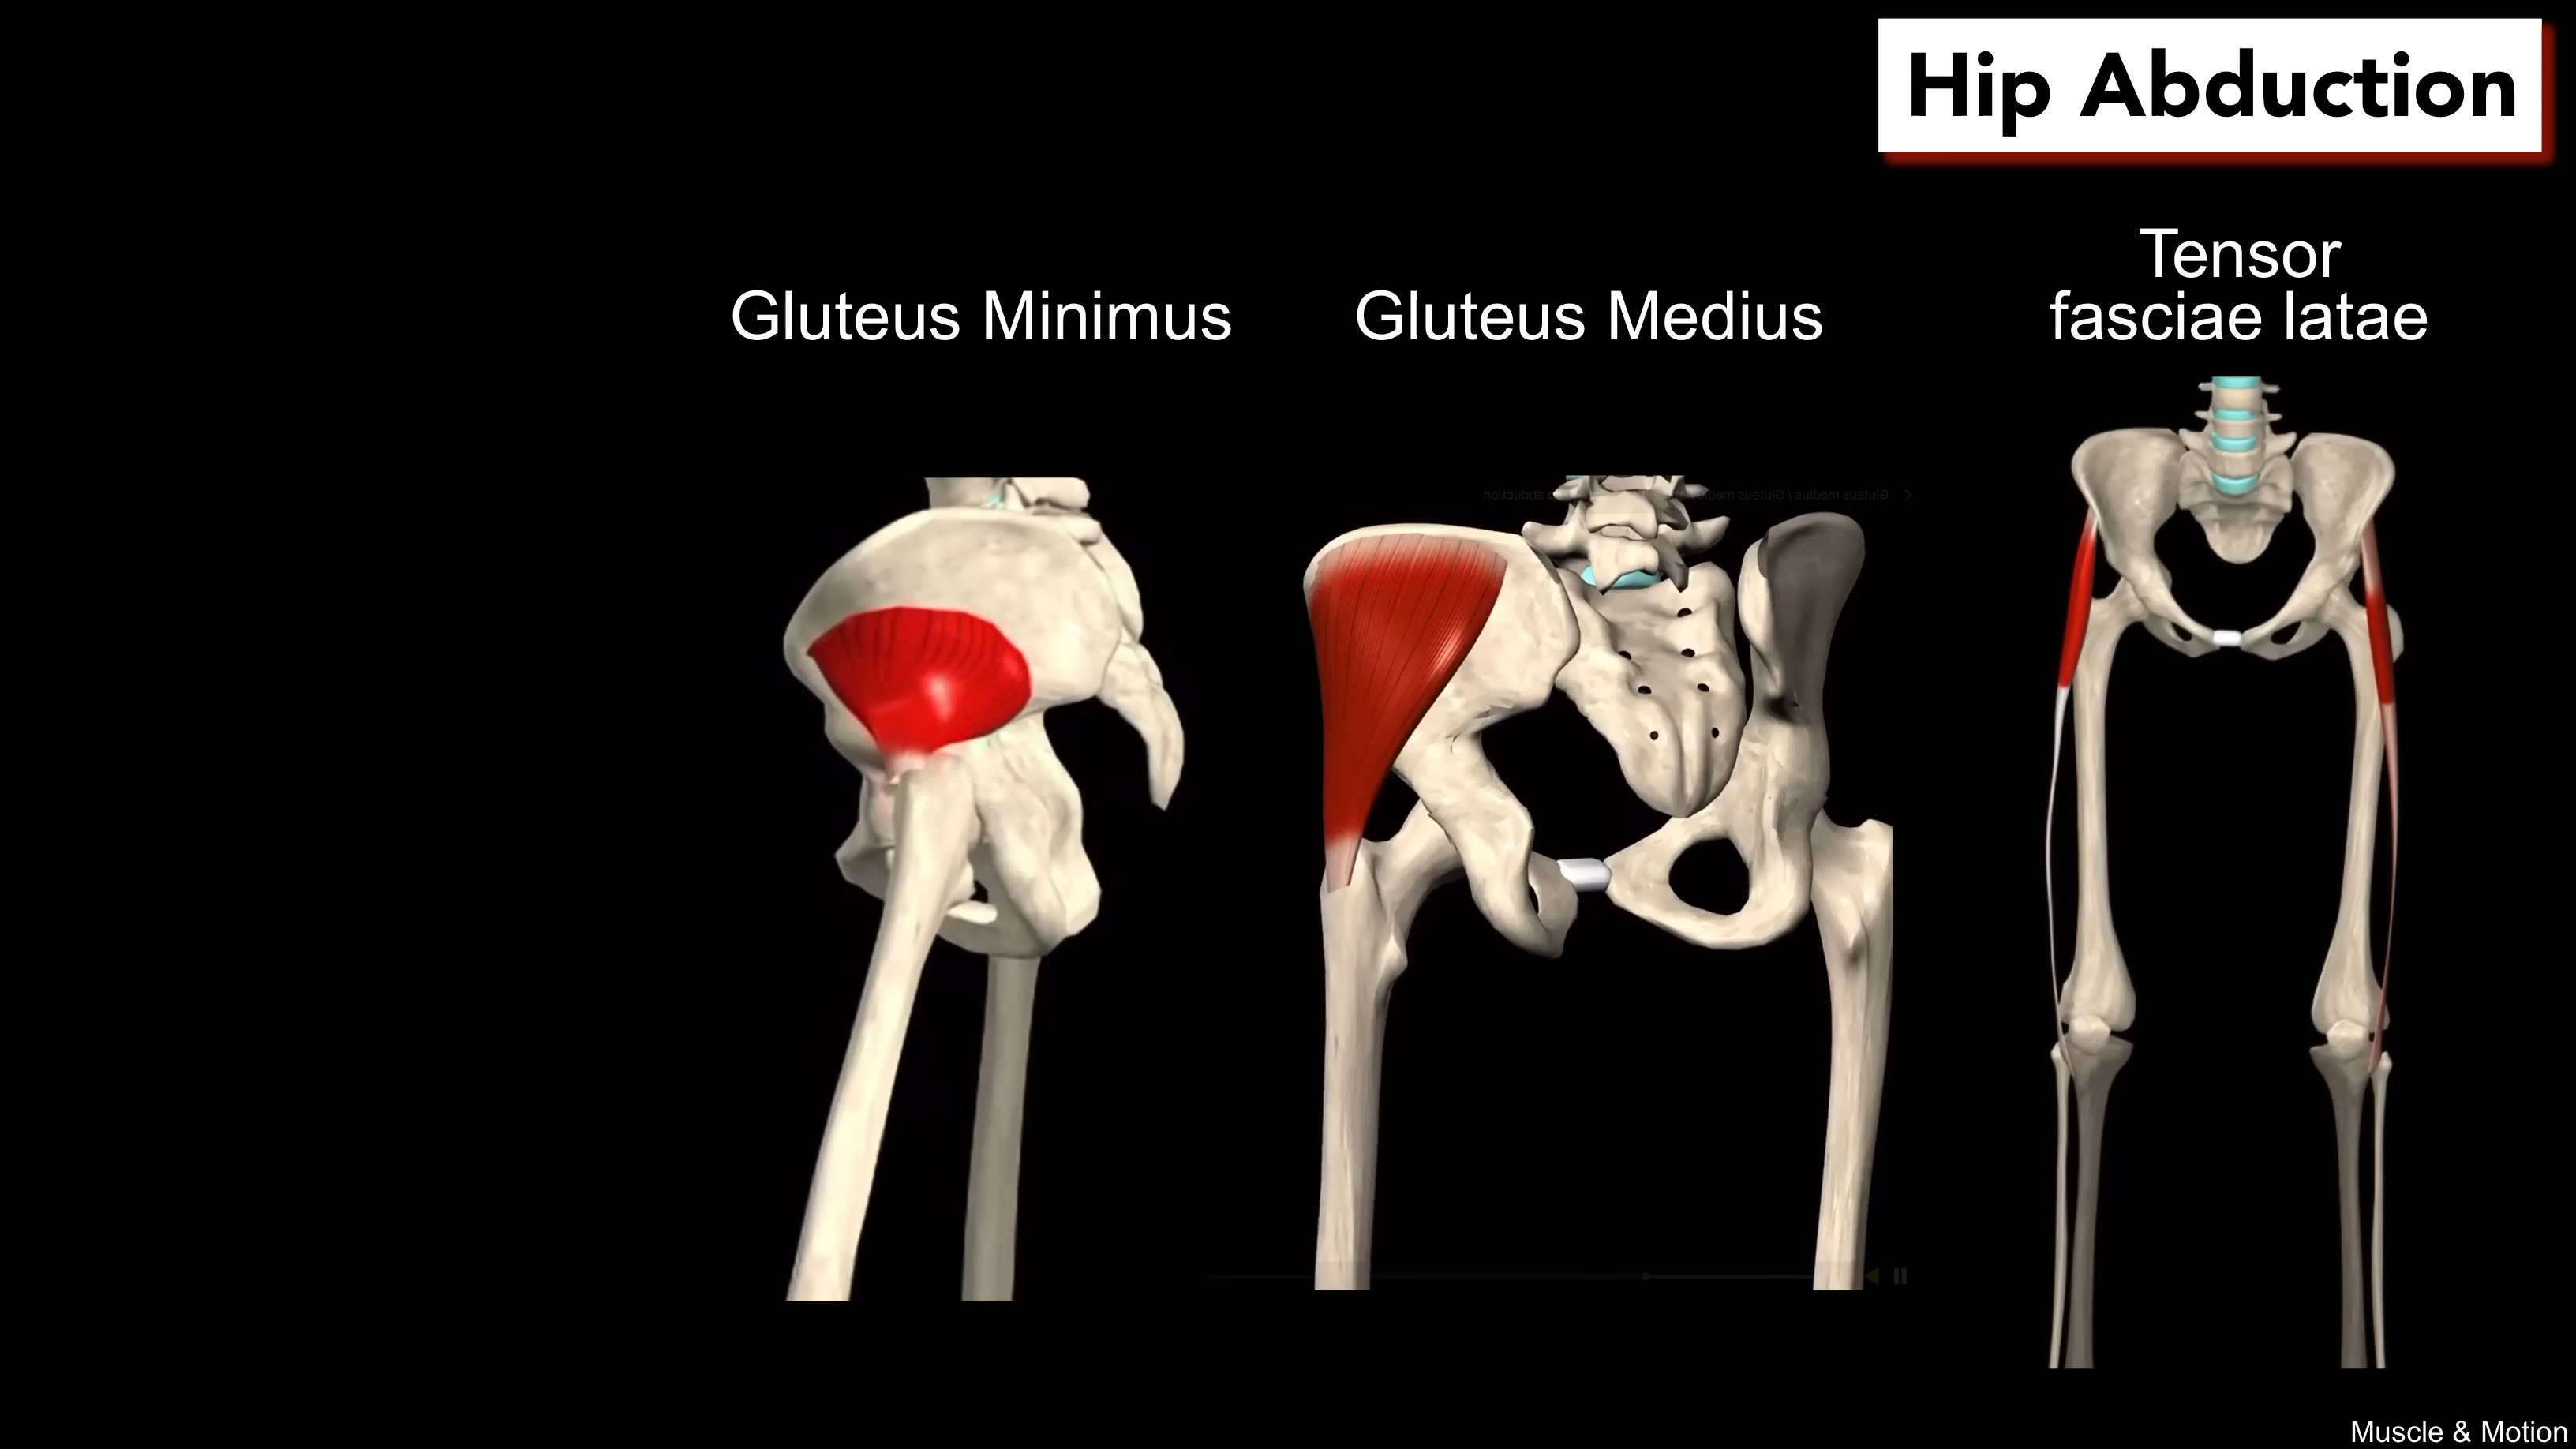 Hip Abduction
Gluteus Minimus
Gluteus Medius
Tensor
fasciae latae
Muscle & Motion